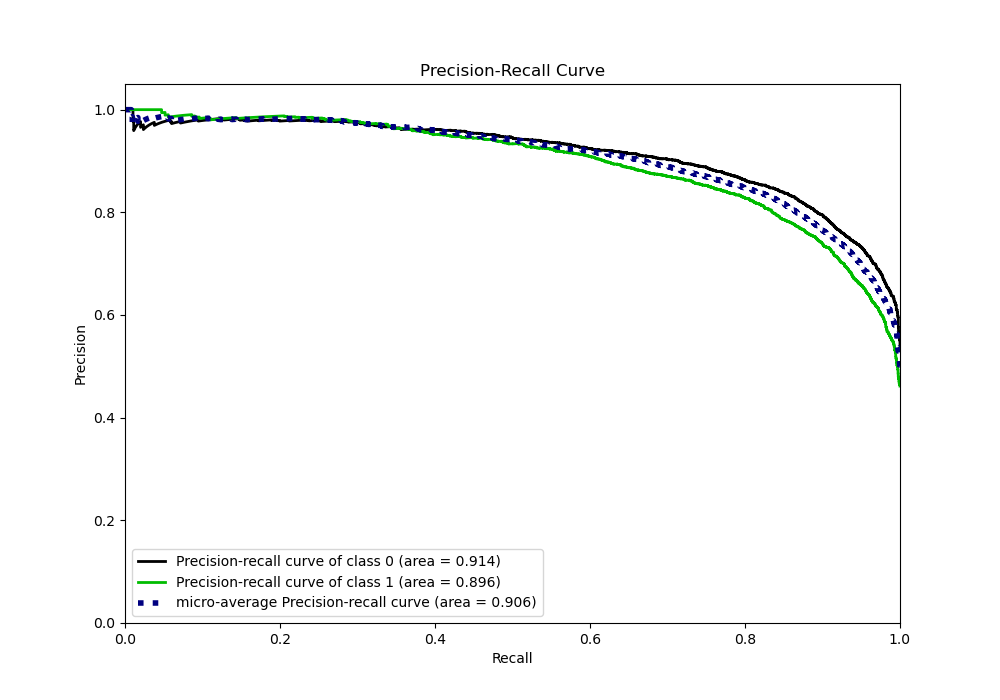 Precision-Recall Curve
1.0
0.8
0.6
0.4
0.2
0.0
Precision
Precision-recall curve of class 0 (area = 0.914)
Precision-recall curve of class 1 (area = 0.896)
micro-average Precision-recall curve (area = 0.906)
0.0 0.2 0.4 0.6 0.8 1.0
Recall